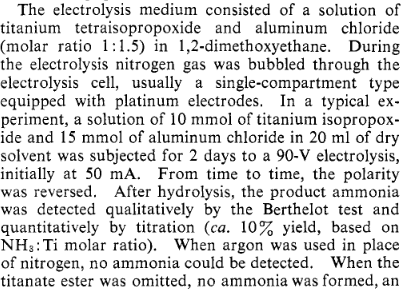 The electrolysis medium consisted of a solution of
titanium tetraisopropoxide and aluminum chloride
(molar ratio 1:1.5) in 1,2-dimethoxyethane. During
the electrolysis nitrogen gas was bubbled through the
electrolysis cell, usually a single-compartment type
equipped with platinum electrodes. In a typical ex-
periment, a solution of 10 mmol of titanium isopropox-
ide and 15 mmol of aluminum chloride in 20 ml of dry
solvent was subjected for 2 days to a 90-V electrolysis,
initially at 50 mA. From time to time, the polarity
was reversed. After hydrolysis, the product ammonia
was detected qualitatively by the Berthelot test and
quantitatively by titration (ca. 10% yield, based on
NH₃:Ti molar ratio). When argon was used in place
of nitrogen, no ammonia could be detected. When the
titanate ester was omitted, no ammonia was formed, an